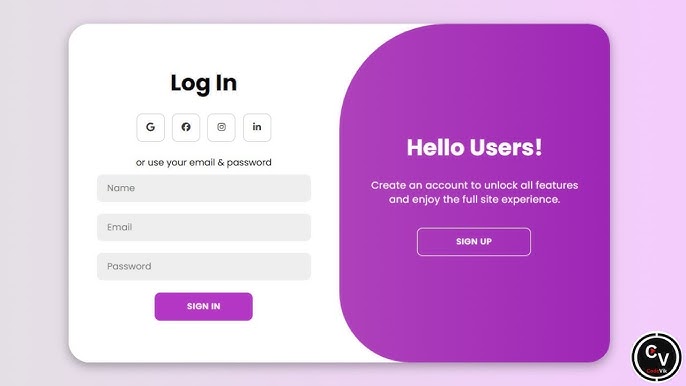 Log In
G
in
or use your email & password
Name
Email
Password
SIGN IN
Hello Users!
Create an account to unlock all features
and enjoy the full site experience.
SIGN UP
CV
CodeVik